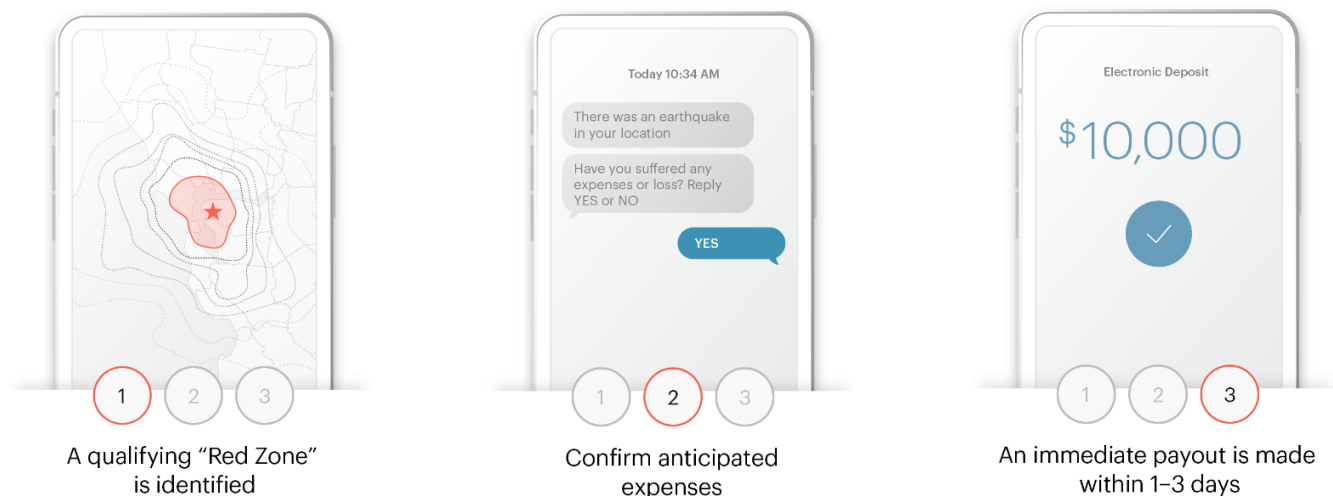 1
2
3
A qualifying “Red Zone”
is identified
Today 10:34 AM
There was an earthquake
in your location
Have you suffered any
expenses or loss? Reply
YES or NO
YES
1
2
3
Confirm anticipated
expenses
Electronic Deposit
$10,000
1
2
3
An immediate payout is made
within 1–3 days